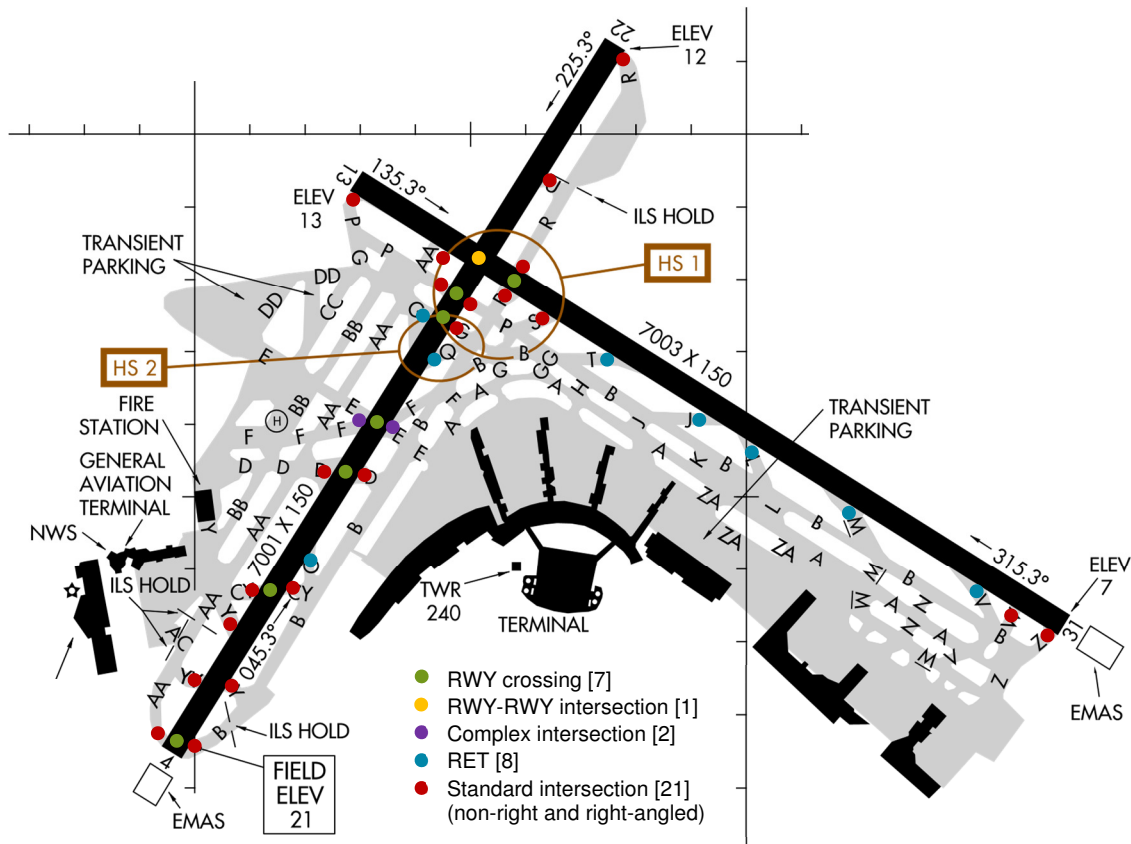 22
ELEV
12
R
225.3°
13
135.3°
ELEV
13
U
ILS HOLD
R
P
P
G
AA
TRANSIENT
PARKING
DD
DD
CC
HS 1
BB
AA
G
R
P
S
HS 2
E
Q
B
G
B
G
G
T
7003 X 150
FIRE
STATION
H
BB
AA
E
F
F
F
F
E
B
F
A
A
H
B
J
J
TRANSIENT
PARKING
GENERAL
AVIATION
TERMINAL
D
D
D
D
E
A
K
B
L
NWS
Y
BB
AA
7001 X 150
B
ZA
ZA
ZA
L
B
A
M
ILS HOLD
AA
Y
CY
CY
B
045.3°
TWR
240
TERMINAL
M
M
B
A
N
N
A
V
V
M
B
N
315.3°
ELEV
7
31
Z
Z
AC
Y
Y
AA
B
4
ILS HOLD
EMAS
FIELD
ELEV
21
EMAS
RWY crossing [7]
RWY-RWY intersection [1]
Complex intersection [2]
RET [8]
Standard intersection [21]
(non-right and right-angled)